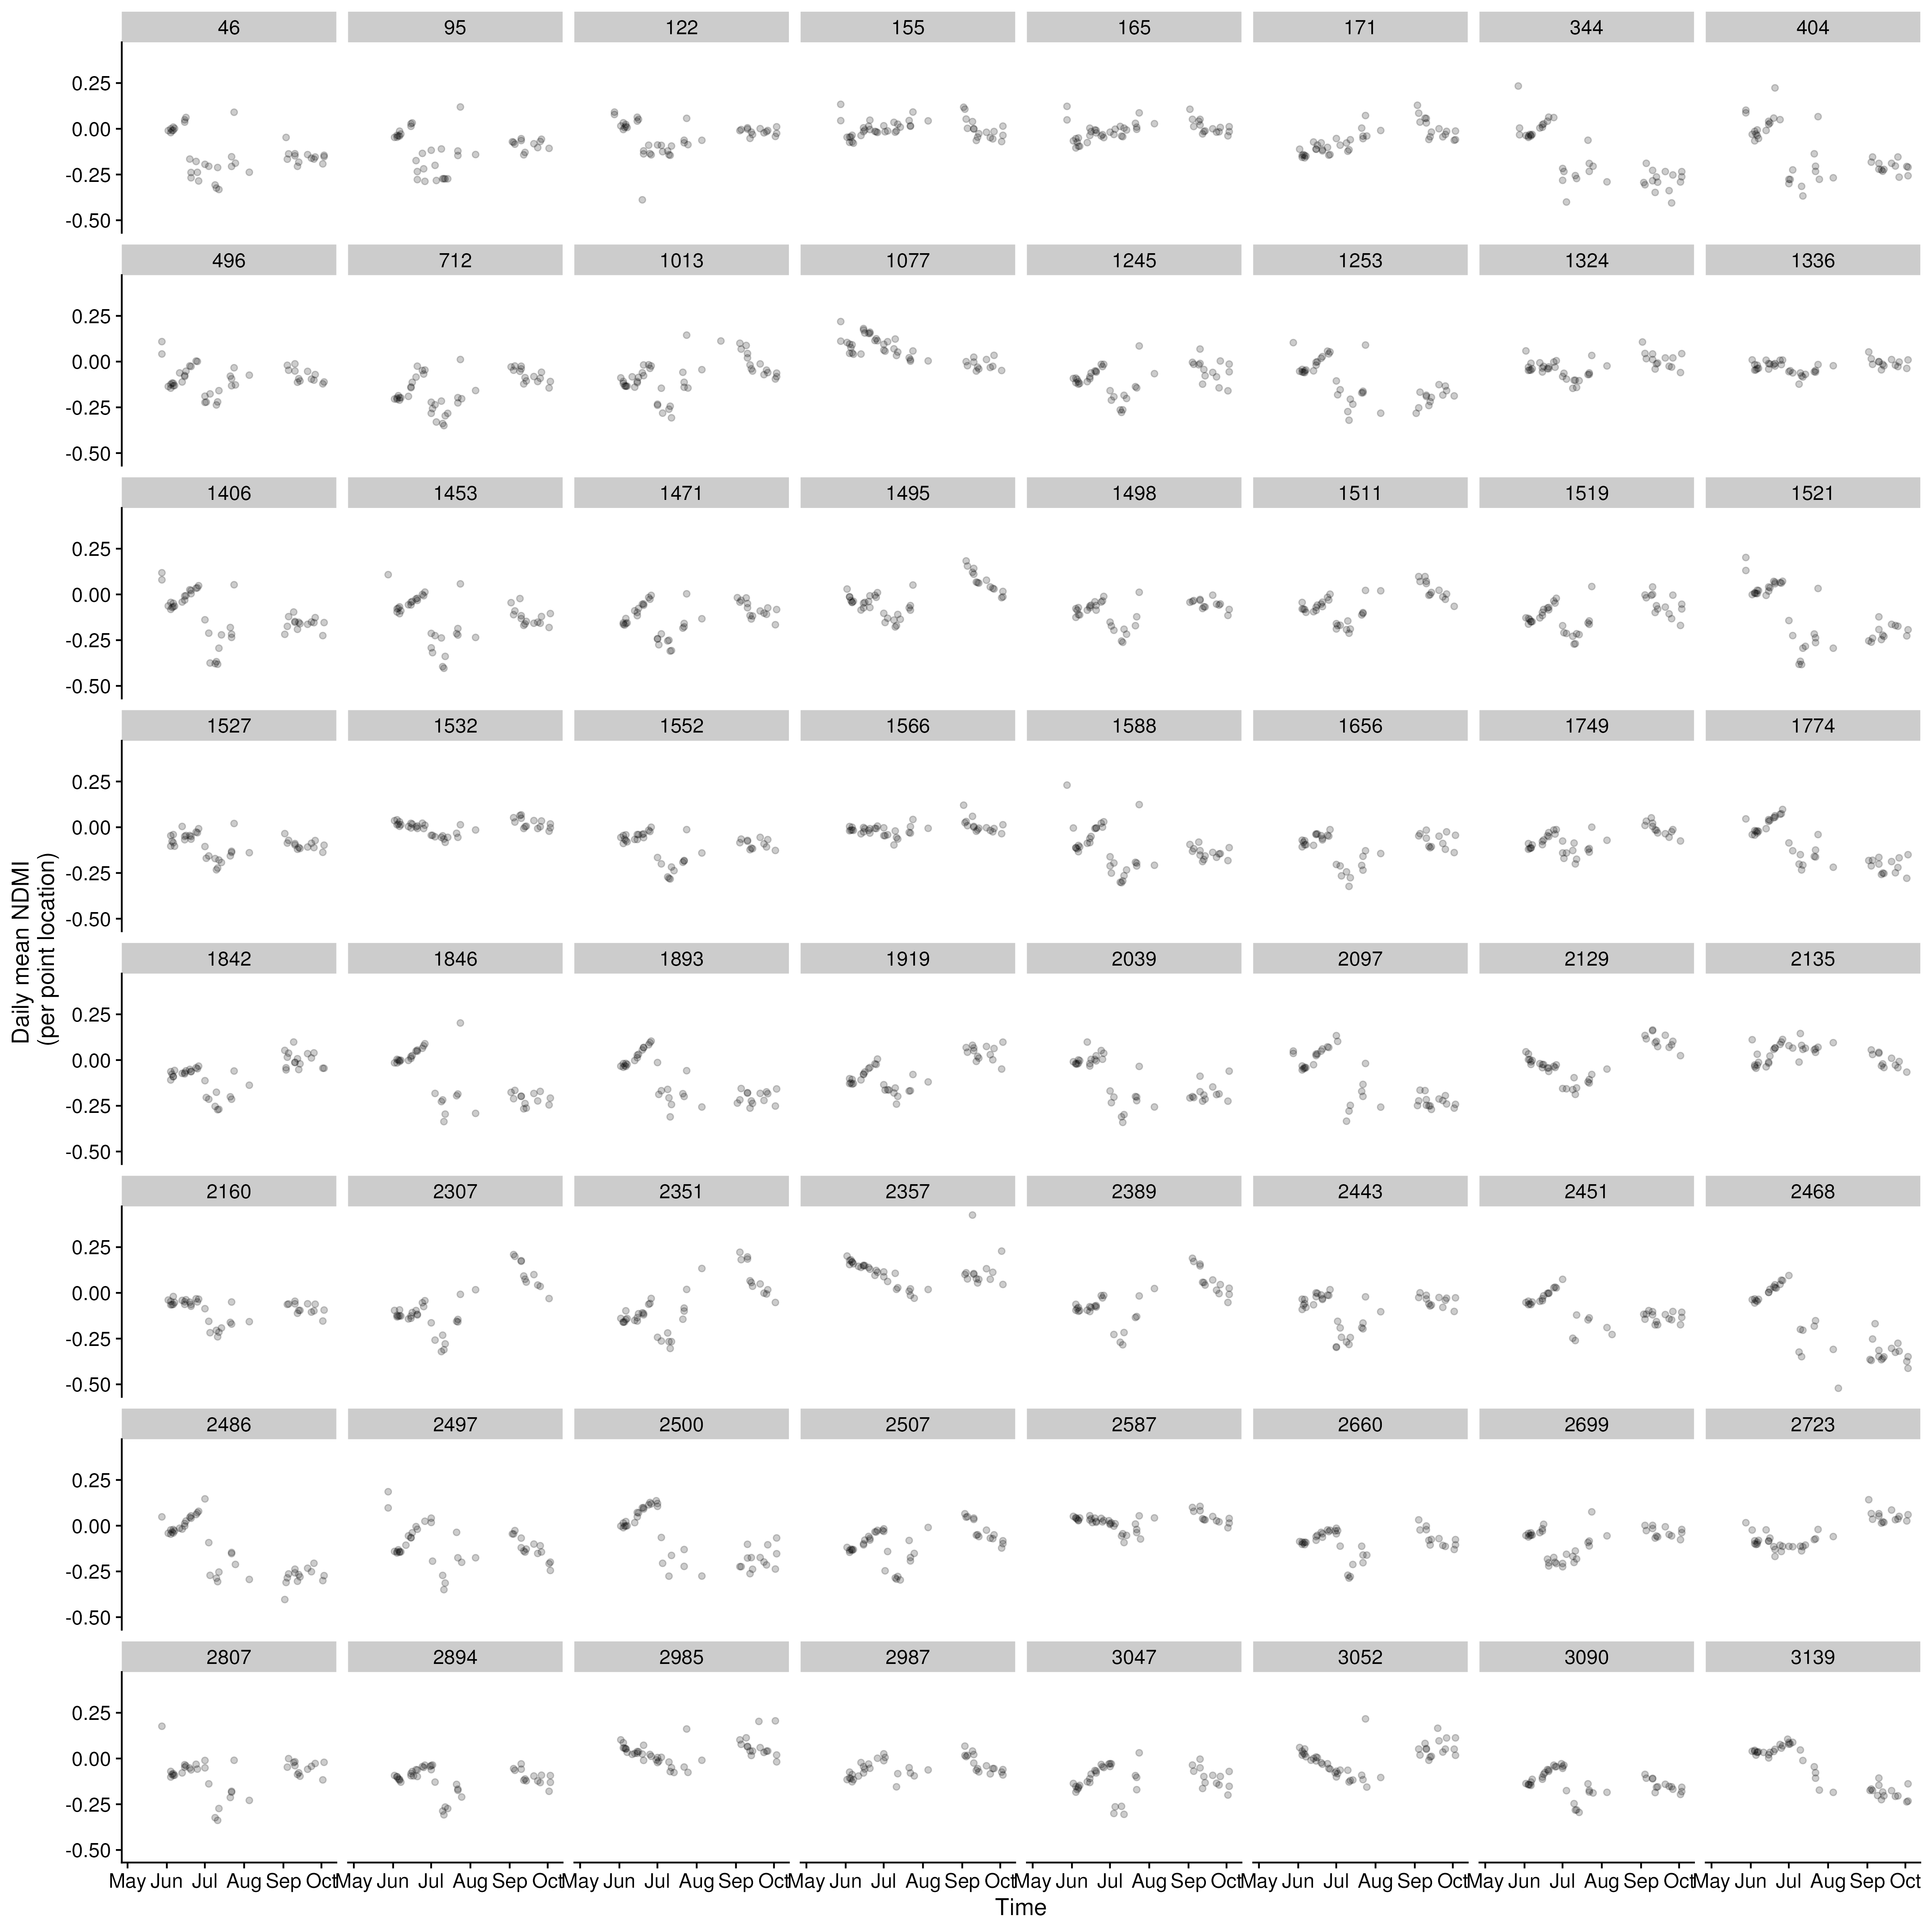 46 95 122 155 165 171 344 404
0.25
0.00
-0.25
-0.50
496 712 1013 1077 1245 1253 1324 1336
0.25
0.00
-0.25
-0.50
1406 1453 1471 1495 1498 1511 1519 1521
0.25
0.00
-0.25
-0.50
1527 1532 1552 1566 1588 1656 1749 1774
0.25
0.00
-0.25
-0.50
Daily mean NDMI
(per point location)
1842 1846 1893 1919 2039 2097 2129 2135
0.25
0.00
-0.25
-0.50
2160 2307 2351 2357 2389 2443 2451 2468
0.25
0.00
-0.25
-0.50
2486 2497 2500 2507 2587 2660 2699 2723
0.25
0.00
-0.25
-0.50
2807 2894 2985 2987 3047 3052 3090 3139
0.25
0.00
-0.25
-0.50
May Jun Jul Aug Sep Oct May Jun Jul Aug Sep Oct May Jun Jul Aug Sep Oct May Jun Jul Aug Sep Oct May Jun Jul Aug Sep Oct May Jun Jul Aug Sep Oct May Jun Jul Aug Sep Oct May Jun Jul Aug Sep Oct
Time